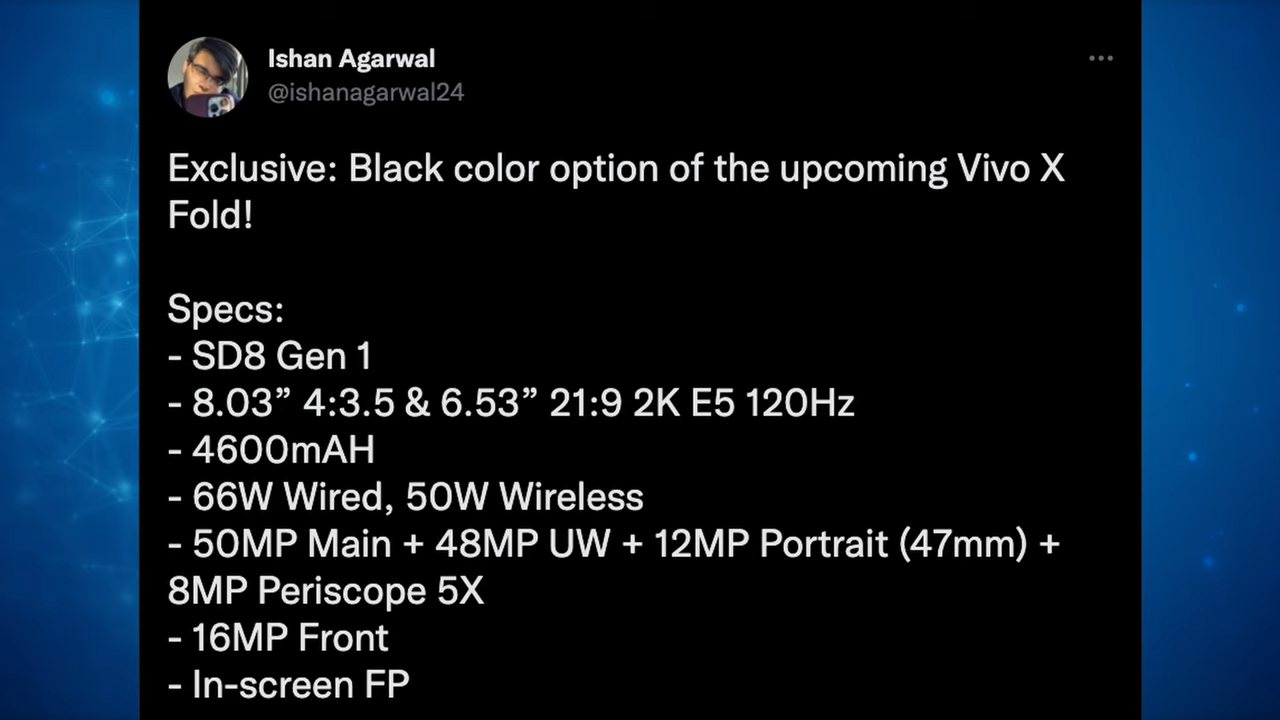 Ishan Agarwal
@ishanagarwal24
Exclusive: Black color option of the upcoming Vivo X
Fold!
Specs:
- SD8 Gen 1
- 8.03” 4:3.5 & 6.53” 21:9 2K E5 120Hz
- 4600mAH
- 66W Wired, 50W Wireless
- 50MP Main + 48MP UW + 12MP Portrait (47mm) +
8MP Periscope 5X
- 16MP Front
- In-screen FP